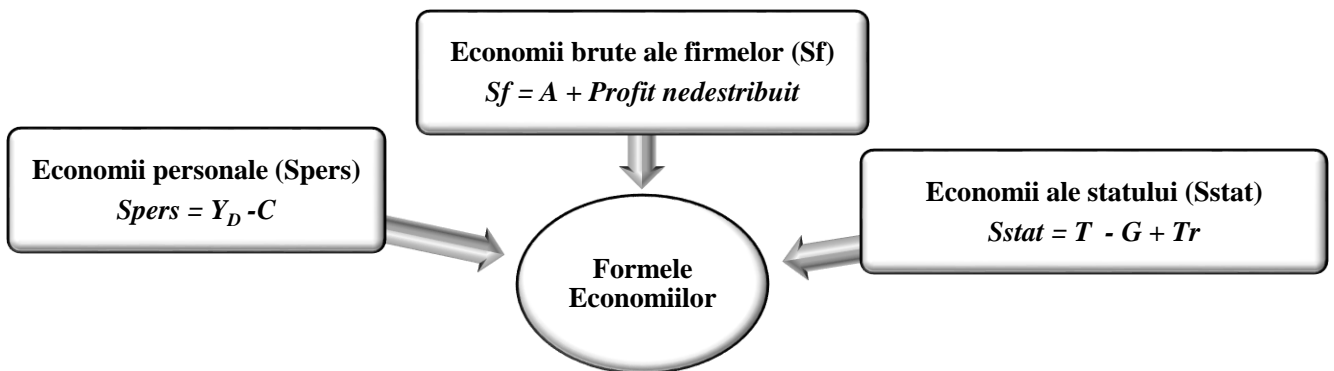 Economii brute ale firmelor (Sf)
Sf = A + Profit nedestribuit
Economii personale (Spers)
Spers = Y_D -C
Economii ale statului (Sstat)
Sstat = T - G + Tr
Formele
Economiilor